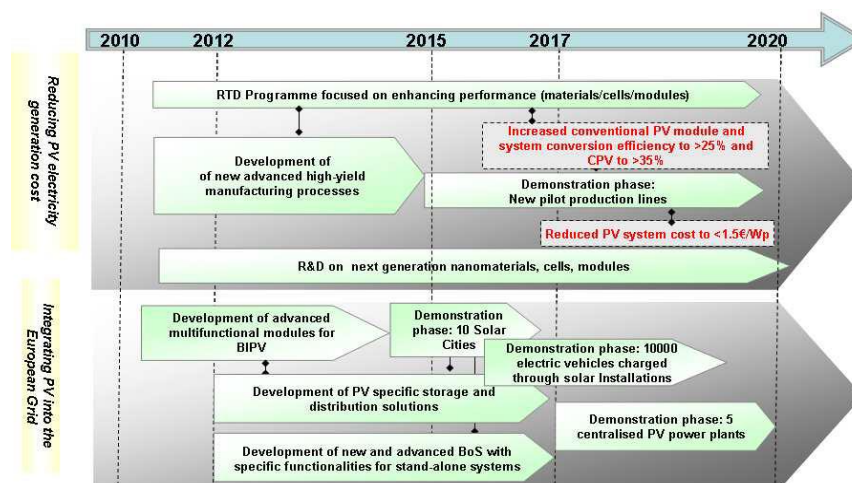 2010
2012
2015
2017
2020
Reducing PV electricity
generation cost
RTD Programme focused on enhancing performance (materials/cells/modules)
Increased conventional PV module and
system conversion efficiency to >25% and
CPV to >35%
Development of
of new advanced high-yield
manufacturing processes
Demonstration phase:
New pilot production lines
Reduced PV system cost to <1.5€/Wp
R&D on next generation nanomaterials, cells, modules
Integrating PV into the
European Grid
Development of advanced
multifunctional modules for
BIPV
Demonstration
phase: 10 Solar
Cities
Demonstration phase: 10000
electric vehicles charged
through solar Installations
Development of PV specific storage and
distribution solutions
Demonstration phase: 5
centralised PV power plants
Development of new and advanced BoS with
specific functionalities for stand-alone systems